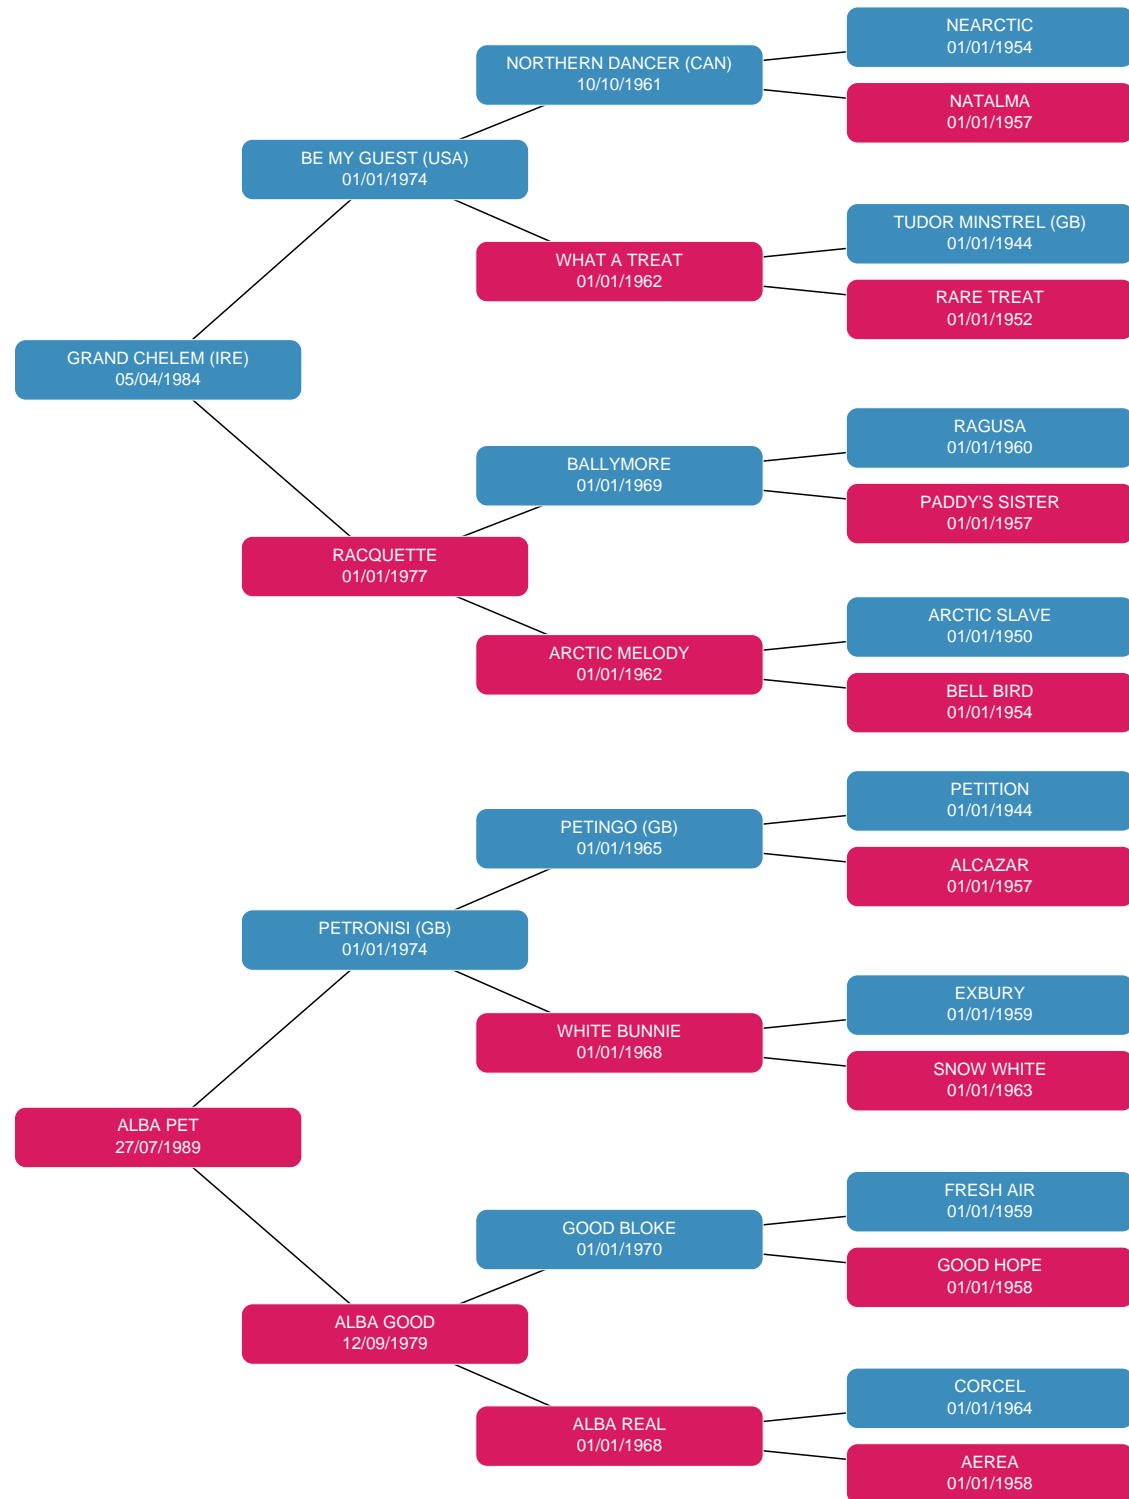 NEARCTIC
01/01/1954
NORTHERN DANCER (CAN)
10/10/1961
NATALMA
01/01/1957
BE MY GUEST (USA)
01/01/1974
TUDOR MINSTREL (GB)
01/01/1944
WHAT A TREAT
01/01/1962
RARE TREAT
01/01/1952
GRAND CHELEM (IRE)
05/04/1984
RAGUSA
01/01/1960
BALLYMORE
01/01/1969
PADDY'S SISTER
01/01/1957
RACQUETTE
01/01/1977
ARCTIC SLAVE
01/01/1950
ARCTIC MELODY
01/01/1962
BELL BIRD
01/01/1954
PETITION
01/01/1944
PETINGO (GB)
01/01/1965
ALCAZAR
01/01/1957
PETRONISI (GB)
01/01/1974
EXBURY
01/01/1959
WHITE BUNNIE
01/01/1968
SNOW WHITE
01/01/1963
ALBA PET
27/07/1989
FRESH AIR
01/01/1959
GOOD BLOKE
01/01/1970
GOOD HOPE
01/01/1958
ALBA GOOD
12/09/1979
CORCEL
01/01/1964
ALBA REAL
01/01/1968
AEREA
01/01/1958